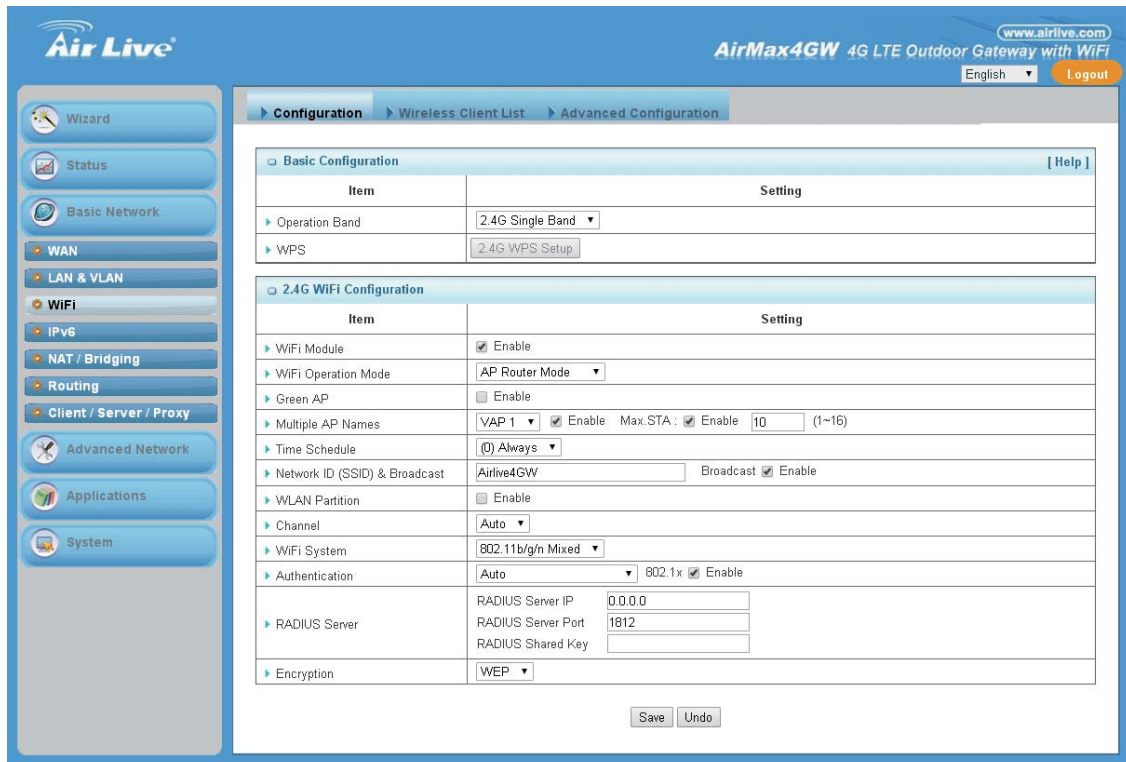 Air Live®
www.airlive.com
AirMax4GW 4G LTE Outdoor Gateway with WiFi
English
Logout
Wizard
Status
Basic Network
WAN
LAN & VLAN
WiFi
IPv6
NAT / Bridging
Routing
Client / Server / Proxy
Advanced Network
Applications
System
Configuration Wireless Client List Advanced Configuration
Basic Configuration [ Help ]
Item Setting
Operation Band 2.4G Single Band
WPS 2.4G WPS Setup
2.4G WiFi Configuration
Item Setting
WiFi Module Enable
WiFi Operation Mode AP Router Mode
Green AP Enable
Multiple AP Names VAP 1 Enable Max.STA : Enable 10 (1~16)
Time Schedule (0) Always
Network ID (SSID) & Broadcast Airlive4GW Broadcast Enable
WLAN Partition Enable
Channel Auto
WiFi System 802.11b/g/n Mixed
Authentication Auto 802.1x Enable
RADIUS Server
RADIUS Server IP 0.0.0.0
RADIUS Server Port 1812
RADIUS Shared Key
Encryption WEP
Save Undo